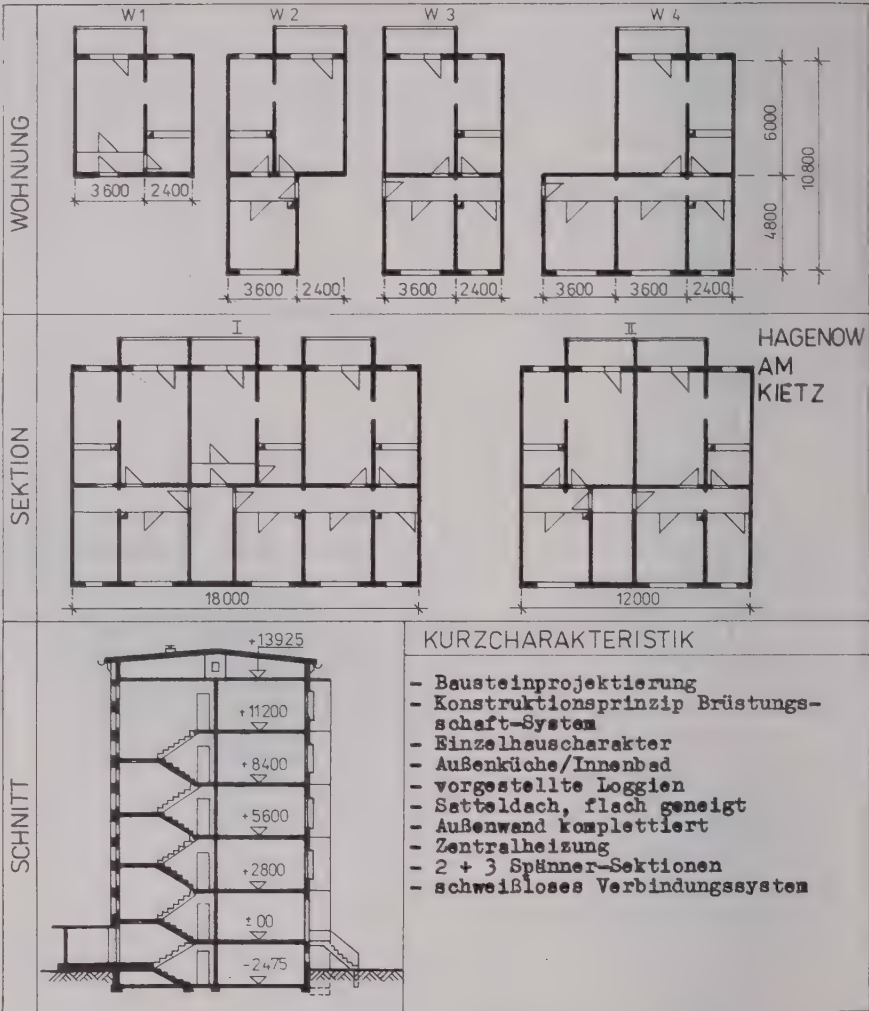 WOHNUNG
W 1
W 2
W 3
W 4
3600 2400
3600 2400
3600 2400
3600 3600 2400
6000
4800
10800
SEKTION
I
II
HAGENOW
AM
KIETZ
18000
12000
SCHNITT
+13925
+11200
+8400
+5600
+2800
±00
-2475
KURZCHARAKTERISTIK
- Bausteinprojektierung
- Konstruktionsprinzip Brüstungs-
schaft-System
- Einzelhauscharakter
- Außenküche/Innenbad
- vorgestellte Loggien
- Satteldach, flach geneigt
- Außenwand komplettiert
- Zentralheizung
- 2 + 3 Spänner-Sektionen
- schweißloses Verbindungssystem